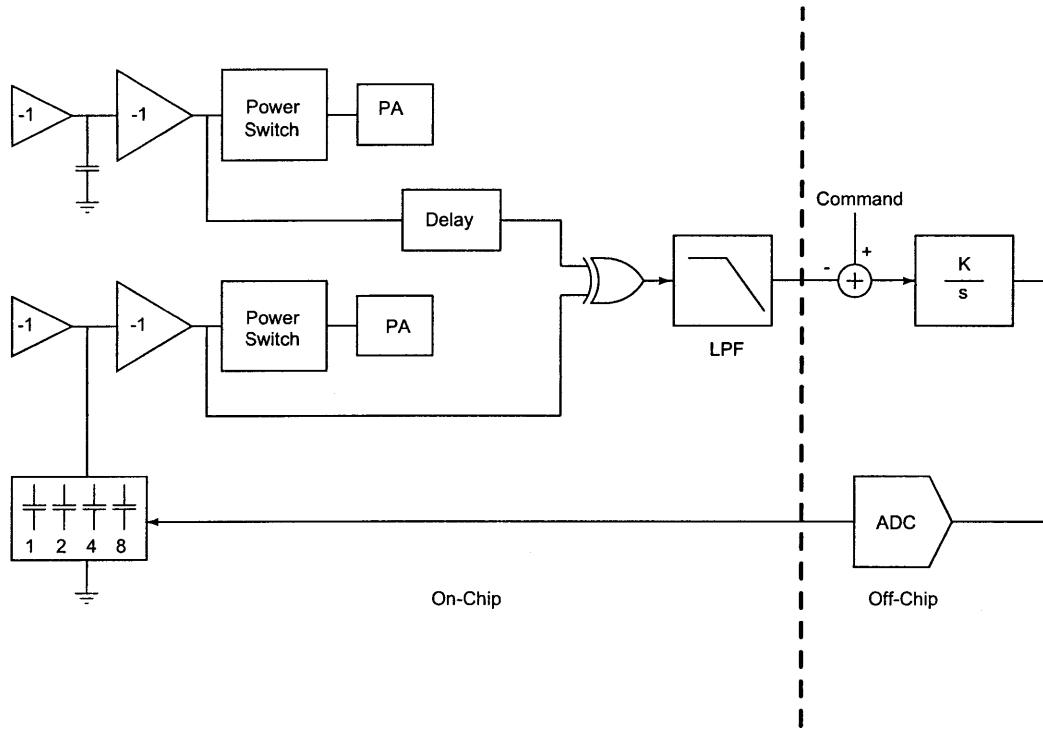 -1
-1
Power
Switch
PA
Delay
Command
+
-
+
K
s
LPF
-1
-1
Power
Switch
PA
1 2 4 8
ADC
On-Chip
Off-Chip